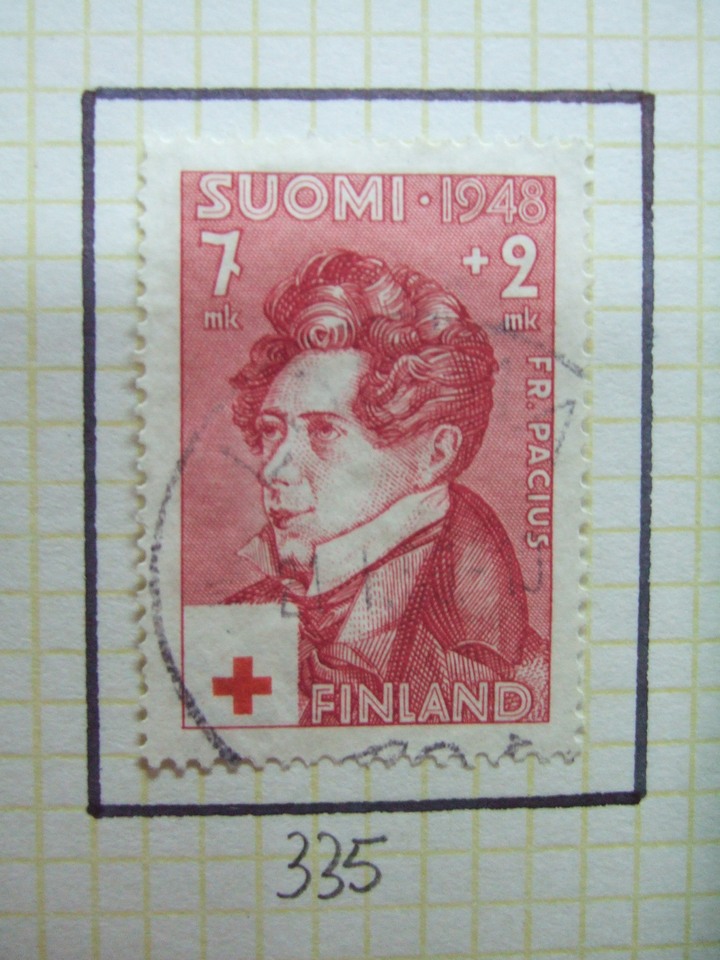 SUOMI · 1948
7 +2
mk mk
FR. PACIUS
FINLAND
335